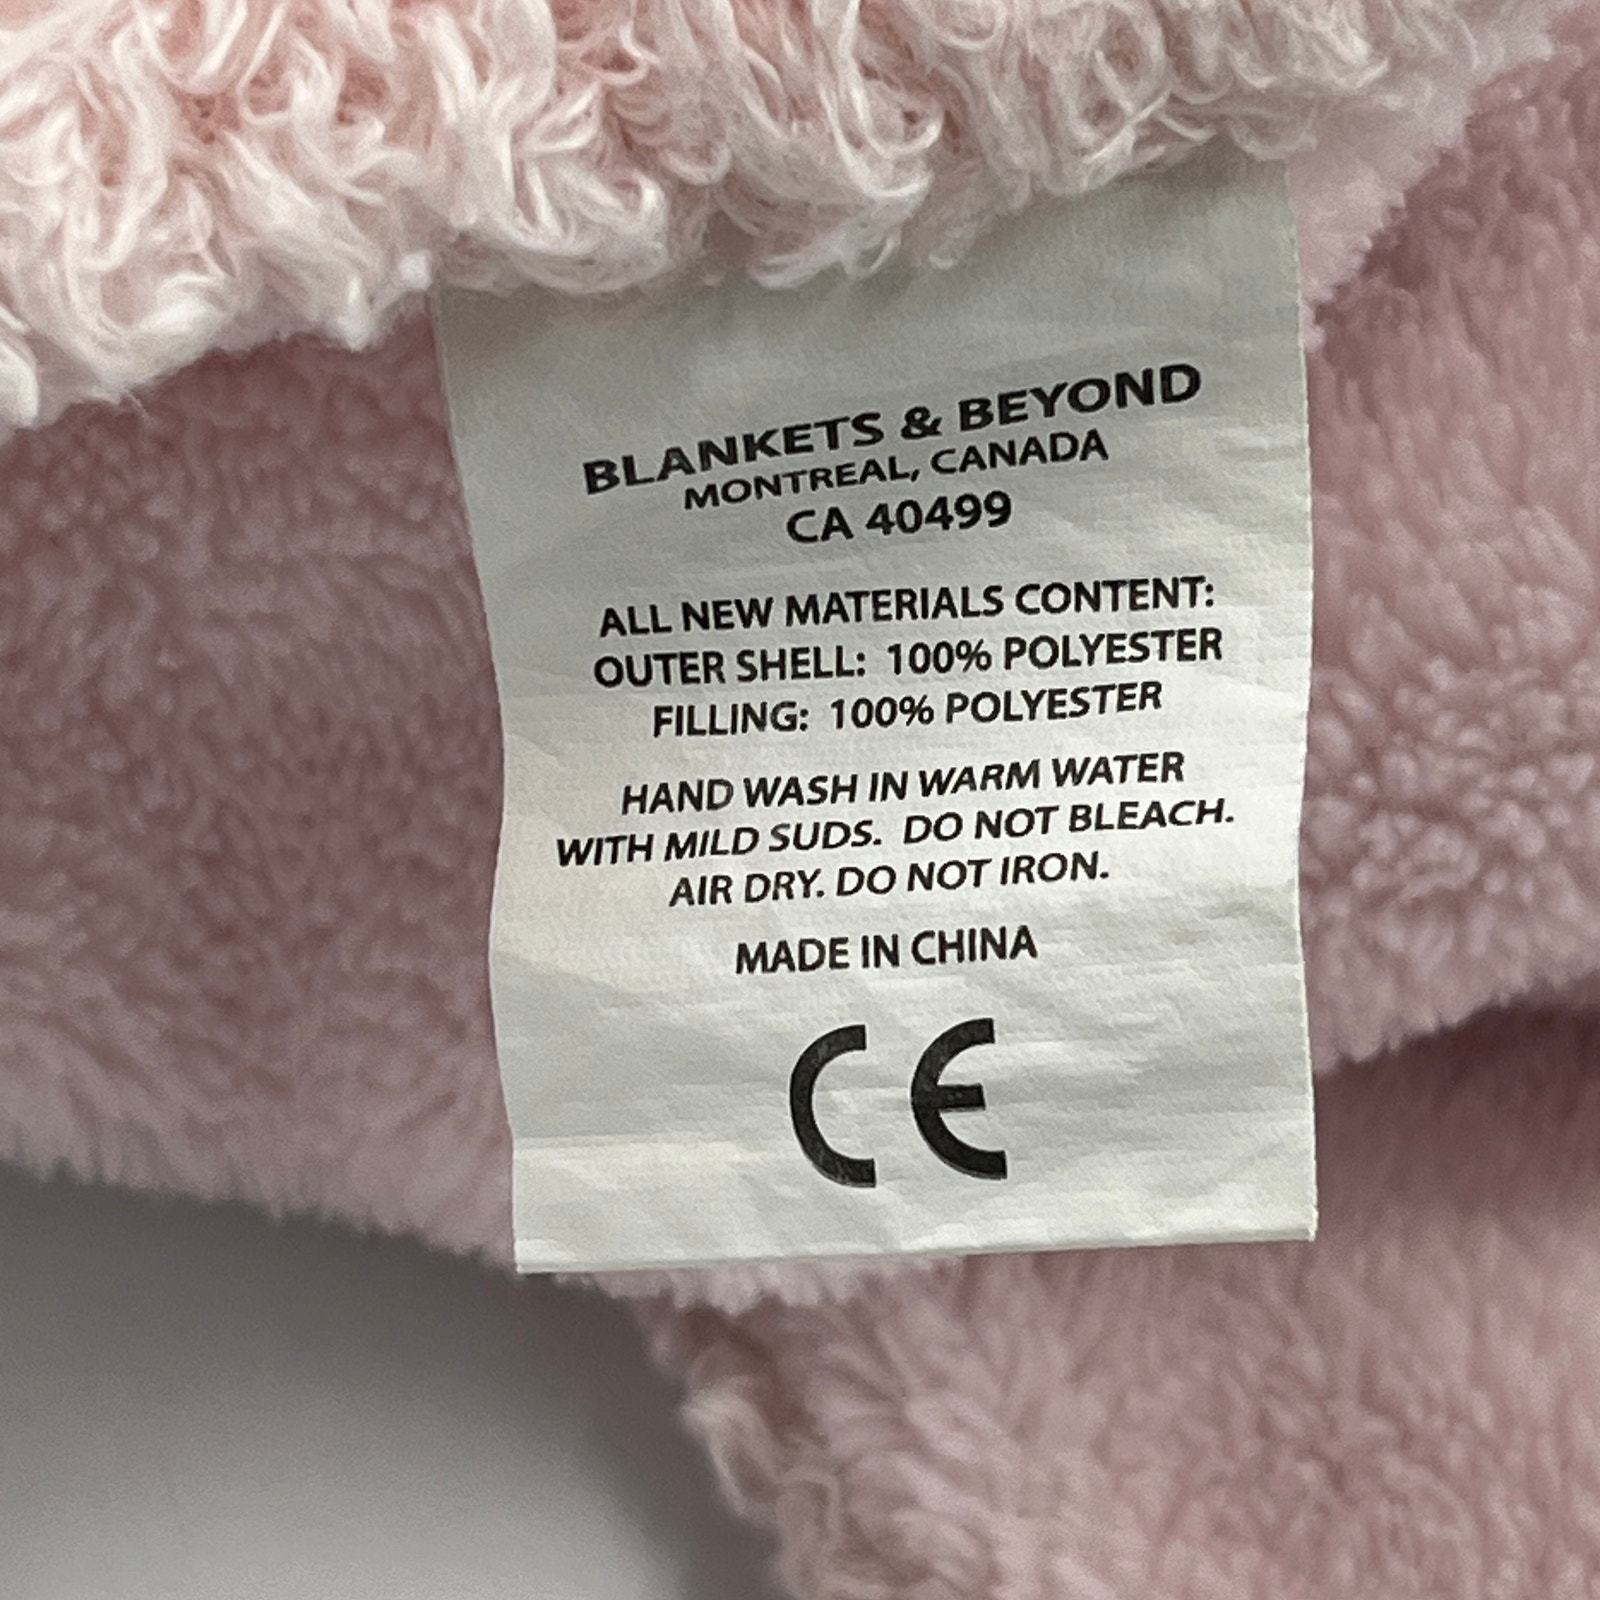 BLANKETS & BEYOND
MONTREAL, CANADA
CA 40499
ALL NEW MATERIALS CONTENT:
OUTER SHELL: 100% POLYESTER
FILLING: 100% POLYESTER
HAND WASH IN WARM WATER
WITH MILD SUDS. DO NOT BLEACH.
AIR DRY. DO NOT IRON.
MADE IN CHINA
CE